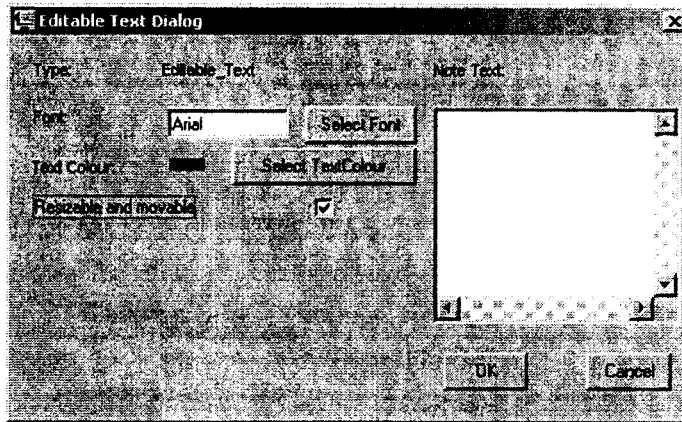 Editable Text Dialog
Type: Editable_Text Note Text:
Font: Arial Select Font
Text Colour: Select TextColour
Resizable and movable
OK Cancel